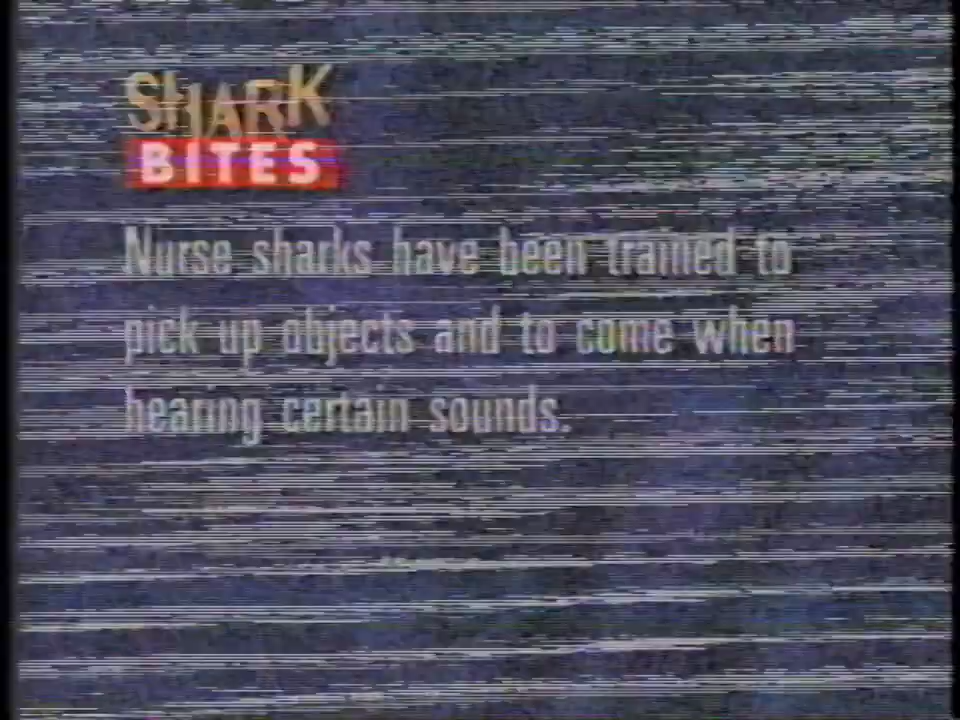 SHARK
BITES
Nurse sharks have been trained to
pick up objects and to come when
hearing certain sounds.